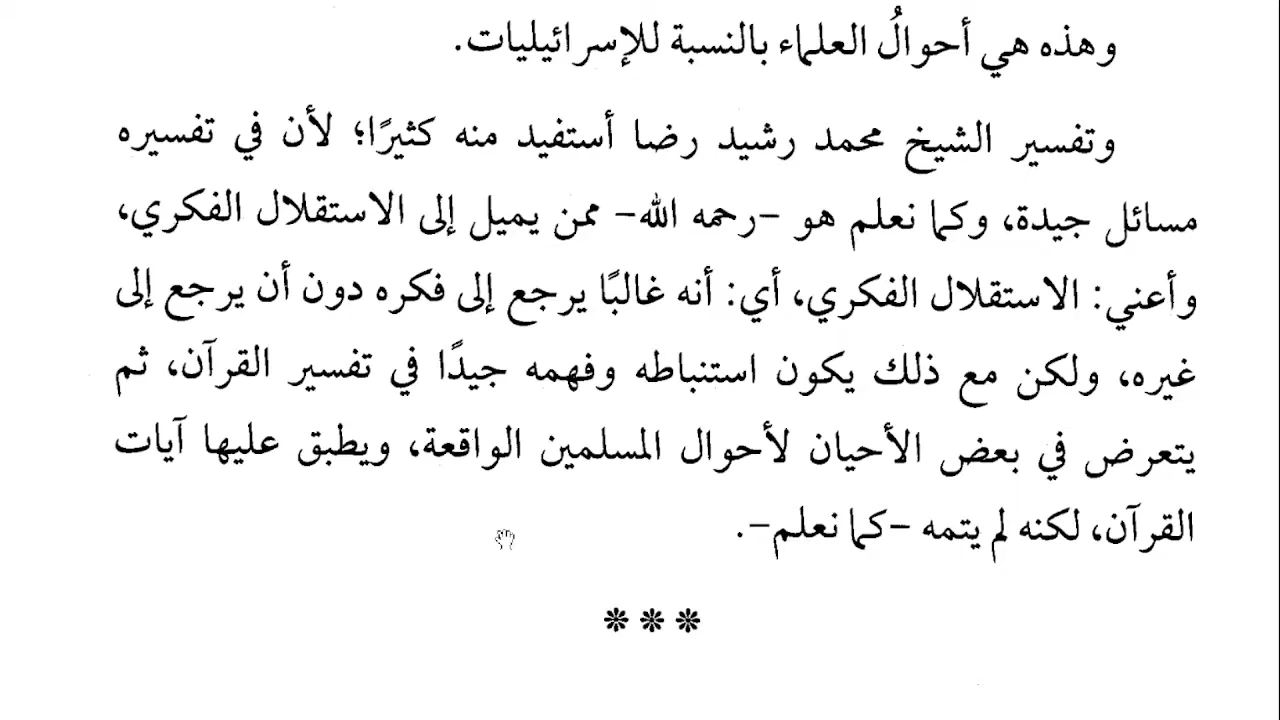 وهذه هي أحوالُ العلماء بالنسبة للإسرائيليات.
وتفسير الشيخ محمد رشيد رضا أستفيد منه كثيرًا؛ لأن في تفسيره
مسائل جيدة، وكما نعلم هو -رحمه الله- ممن يميل إلى الاستقلال الفكري،
وأعني: الاستقلال الفكري، أي: أنه غالبًا يرجع إلى فكره دون أن يرجع إلى
غيره، ولكن مع ذلك يكون استنباطه وفهمه جيدًا في تفسير القرآن، ثم
يتعرض في بعض الأحيان لأحوال المسلمين الواقعة، ويطبق عليها آيات
القرآن، لكنه لم يتمه -كما نعلم-.
❊ ❊ ❊